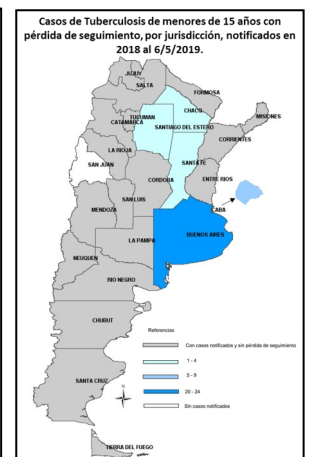 Casos de Tuberculosis de menores de 15 años con
pérdida de seguimiento, por jurisdicción, notificados en
2018 al 6/5/2019.
JUJUY
SALTA
FORMOSA
CHACO
MISIONES
TUCUMAN
CATAMARCA
SANTIAGO DEL ESTERO
CORRIENTES
LA RIOJA
SANTA FE
SAN JUAN
CORDOBA
ENTRE RIOS
SAN LUIS
CABA
MENDOZA
BUENOS AIRES
LA PAMPA
NEUQUEN
RIO NEGRO
CHUBUT
Referencias
Con casos notificados y sin pérdida de seguimiento
1 - 4
5 - 9
20 - 24
Sin casos notificados
SANTA CRUZ
N
TIERRA DEL FUEGO